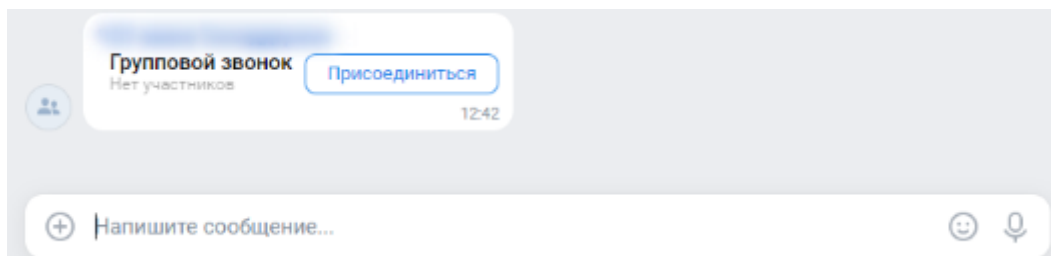 Групповой звонок
Присоединиться
Нет участников
12:42
Напишите сообщение...